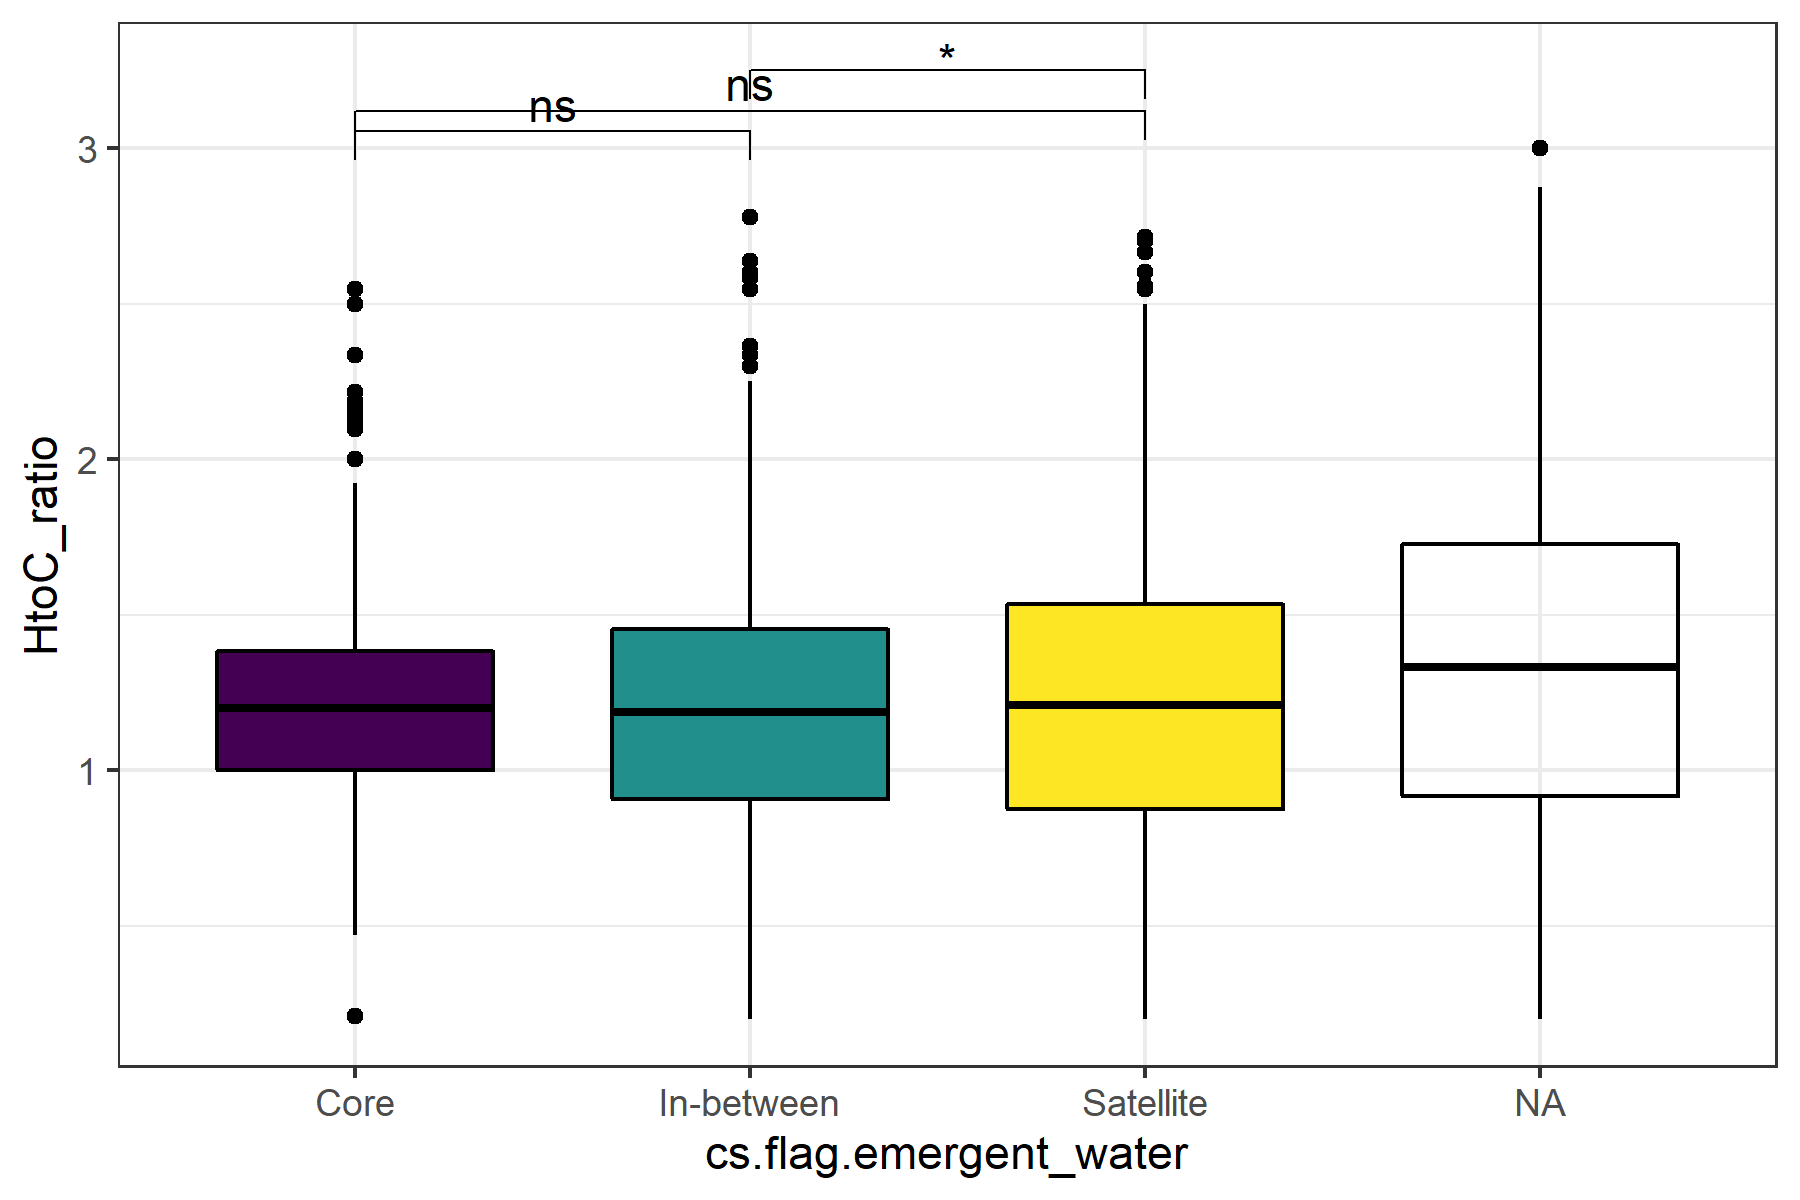 *
ns
ns
3
2
1
HtoC_ratio
Core In-between Satellite NA
cs.flag.emergent_water